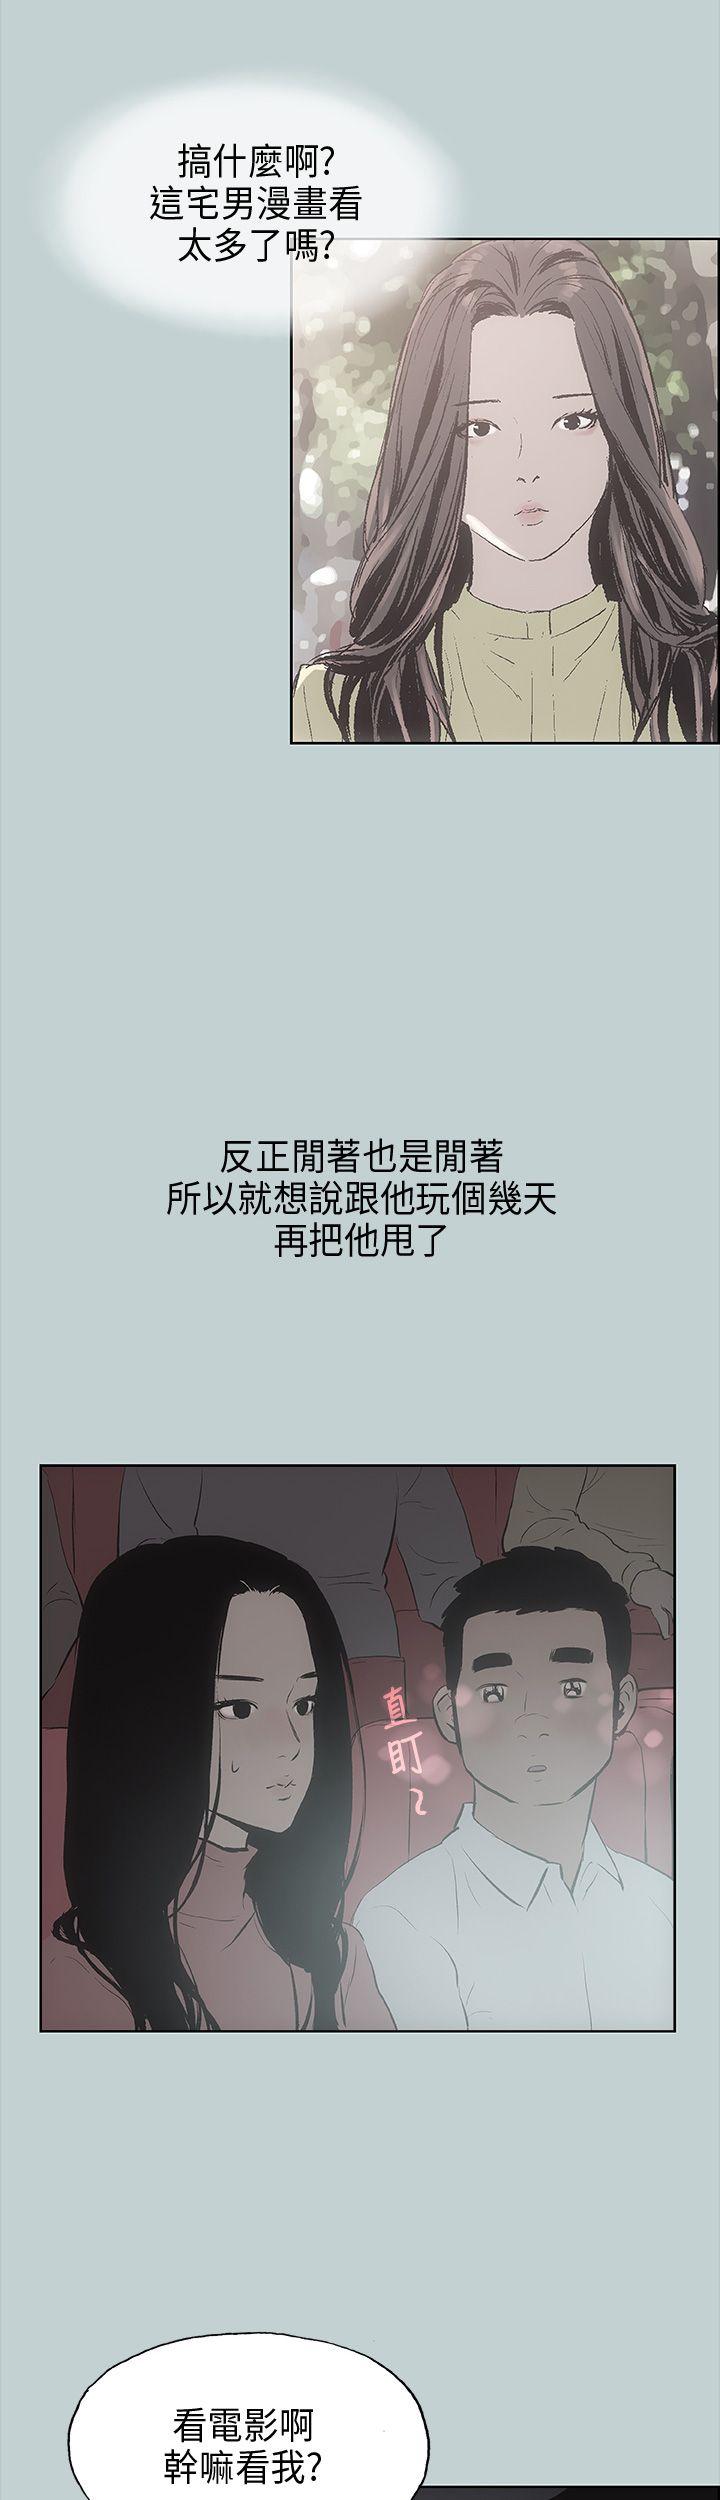 搞什麼啊?
這宅男漫畫看
太多了嗎?
反正閒著也是閒著
所以就想說跟他玩個幾天
再把他甩了
直盯~
看電影啊
幹嘛看我?